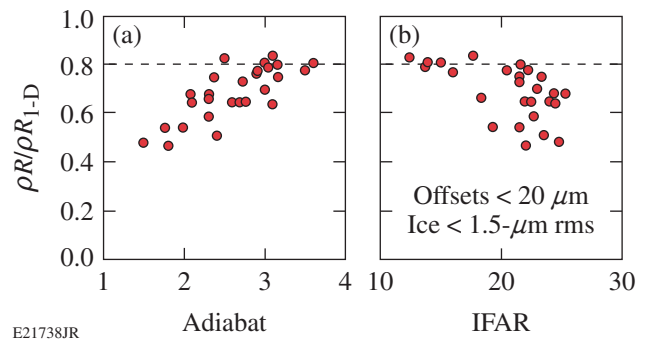 (a)
(b)
ρR/ρR1-D
1.0
0.8
0.6
0.4
0.2
0.0
Offsets < 20 μm
Ice < 1.5-μm rms
1
2
3
4
10
20
30
Adiabat
IFAR
E21738JR